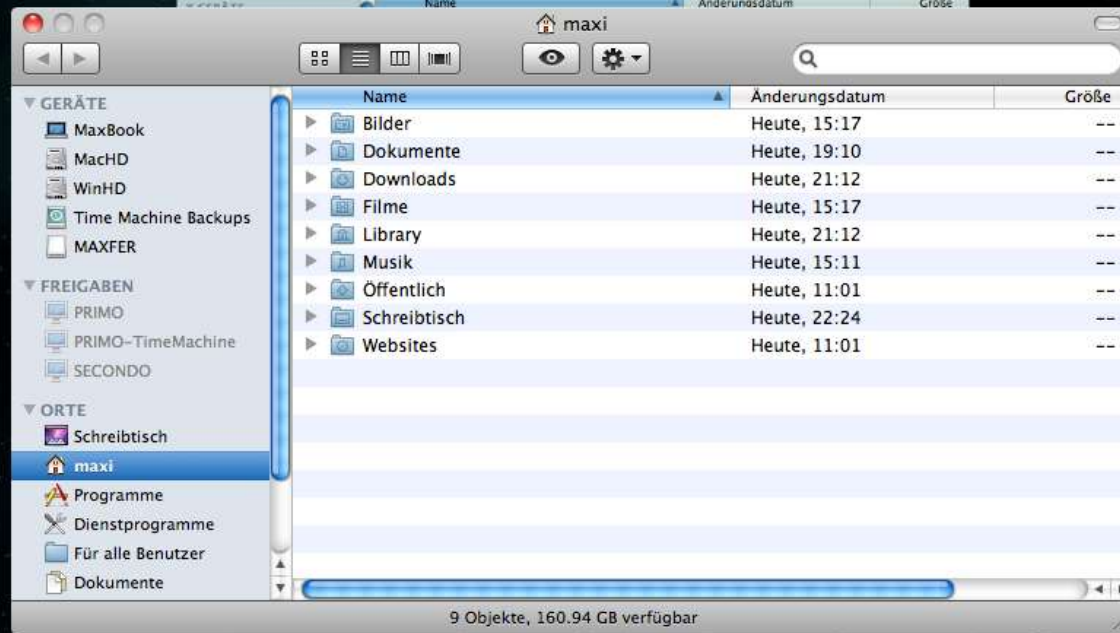 Name Änderungsdatum Größe
maxi
GERÄTE
MaxBook
MacHD
WinHD
Time Machine Backups
MAXFER
FREIGABEN
PRIMO
PRIMO-TimeMachine
SECONDO
ORTE
Schreibtisch
maxi
Programme
Dienstprogramme
Für alle Benutzer
Dokumente
Name Änderungsdatum Größe
Bilder Heute, 15:17 --
Dokumente Heute, 19:10 --
Downloads Heute, 21:12 --
Filme Heute, 15:17 --
Library Heute, 21:12 --
Musik Heute, 15:11 --
Öffentlich Heute, 11:01 --
Schreibtisch Heute, 22:24 --
Websites Heute, 11:01 --
9 Objekte, 160.94 GB verfügbar